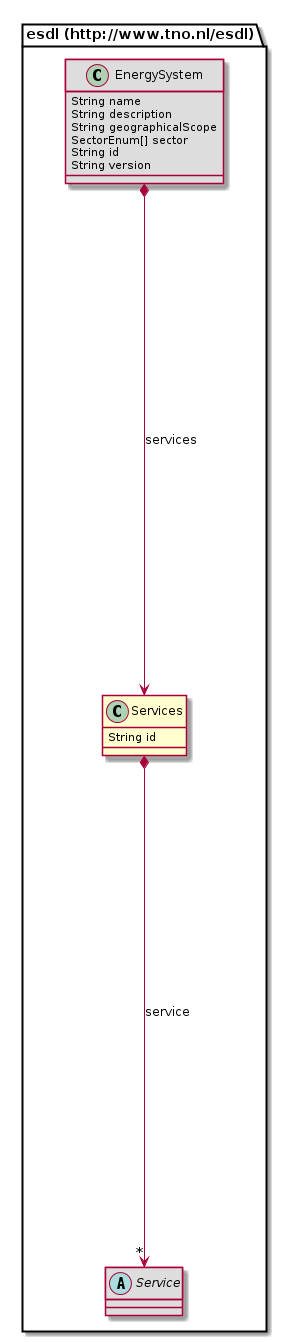 esdl (http://www.tno.nl/esdl)
C EnergySystem
String name
String description
String geographicalScope
SectorEnum[] sector
String id
String version
services
C Services
String id
service
*
A Service